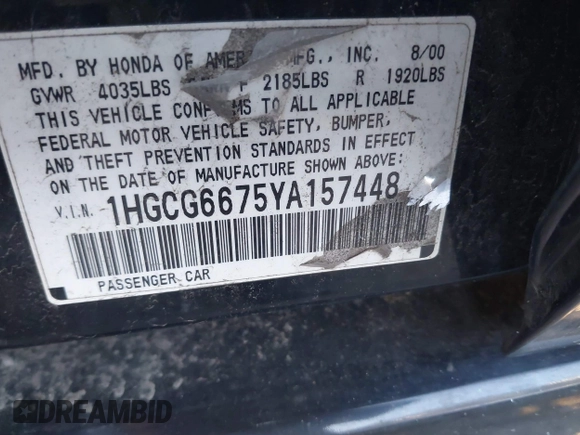 MFD. BY HONDA OF AMER MFG., INC. 8/00
GVWR 4035LBS F 2185LBS R 1920LBS
THIS VEHICLE CONF MS TO ALL APPLICABLE
FEDERAL MOTOR VEHICLE SAFETY, BUMPER,
AND THEFT PREVENTION STANDARDS IN EFFECT
ON THE DATE OF MANUFACTURE SHOWN ABOVE:
V.I.N. 1HGCG6675YA157448
PASSENGER CAR
DREAMBID